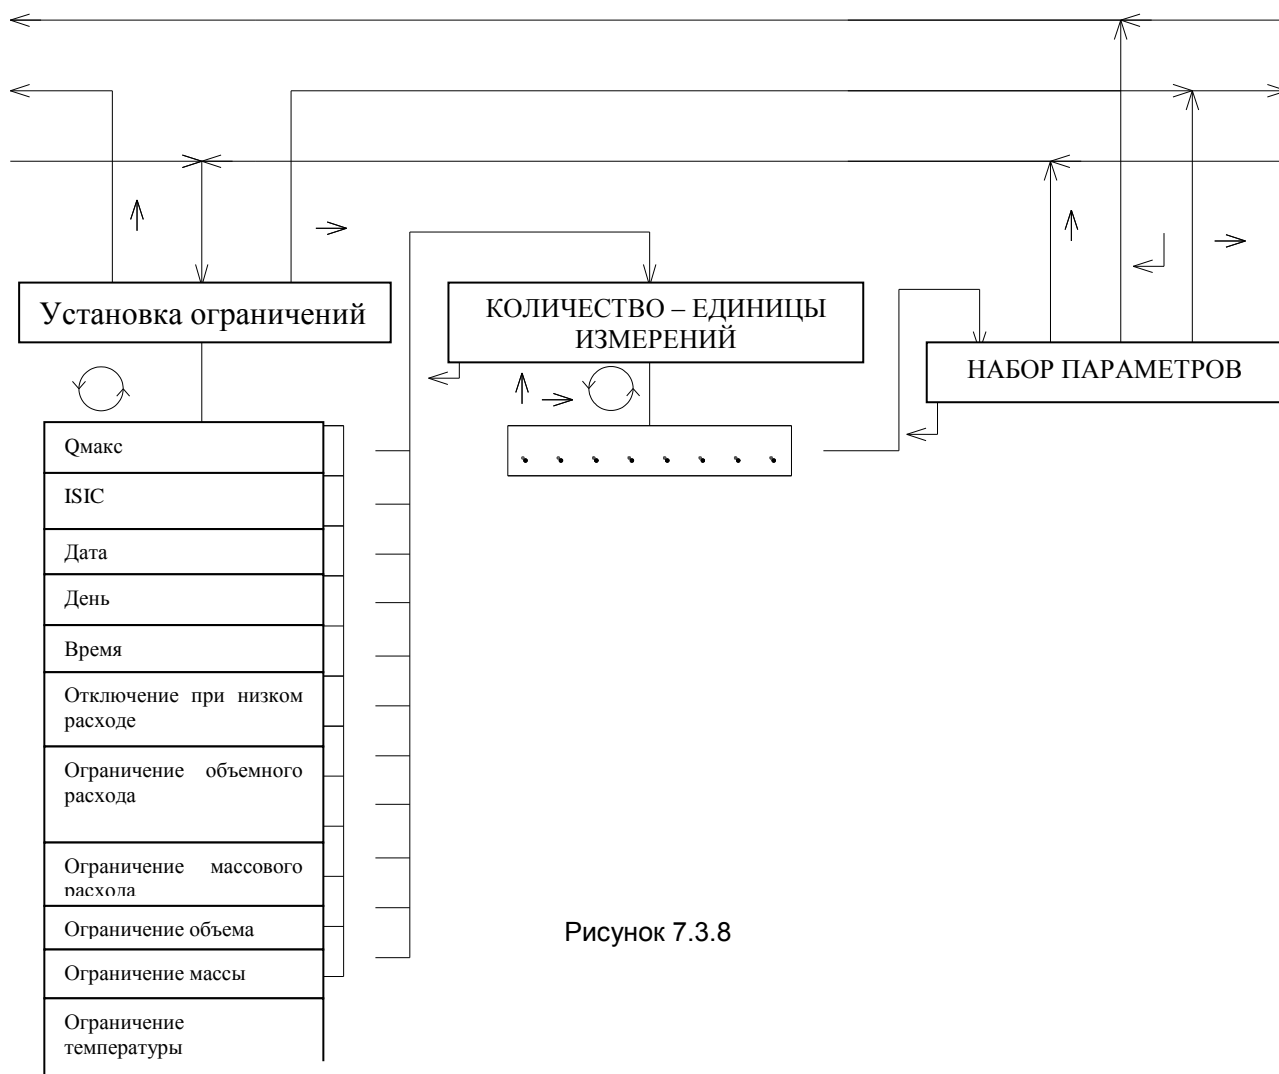 Установка ограничений
КОЛИЧЕСТВО – ЕДИНИЦЫ
ИЗМЕРЕНИЙ
НАБОР ПАРАМЕТРОВ
Qмакс
ISIC
Дата
День
Время
Отключение при низком
расходе
Ограничение объемного
расхода
Ограничение массового
расхода
Ограничение объема
Ограничение массы
Ограничение
температуры
Рисунок 7.3.8